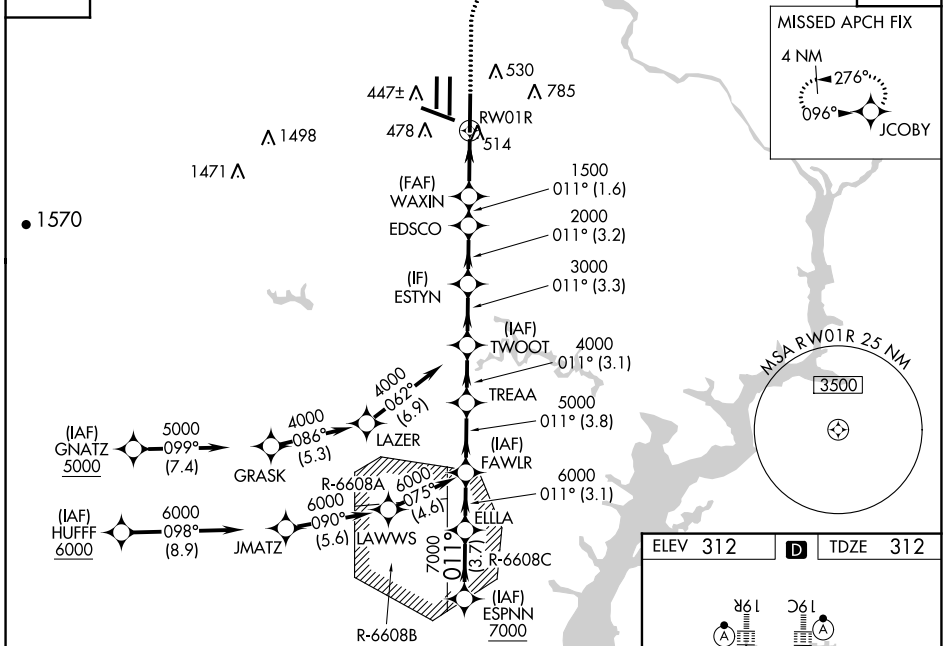 MISSED APCH FIX
4 NM
276°
096°
JCOBY
530
447±
785
RW01R
478
514
1498
1471
1570
(FAF)
WAXIN
1500
011° (1.6)
EDSCO
2000
011° (3.2)
(IF)
ESTYN
3000
011° (3.3)
(IAF)
TWOOT
4000
011° (3.1)
MSA RW01R 25 NM
3500
TREAA
5000
011° (3.8)
4000
062°
(6.9)
LAZER
4000
086°
(5.3)
GRASK
(IAF)
GNATZ
5000
5000
099°
(7.4)
(IAF)
FAWLR
6000
011° (3.1)
R-6608A
6000
075°
(4.6)
LAWWS
6000
090°
(5.6)
JMATZ
(IAF)
HUFFF
6000
6000
098°
(8.9)
ELLLA
7000
011°
(3.7)
R-6608C
(IAF)
ESPNN
7000
R-6608B
ELEV 312
D
TDZE 312
19R
19C
A
A